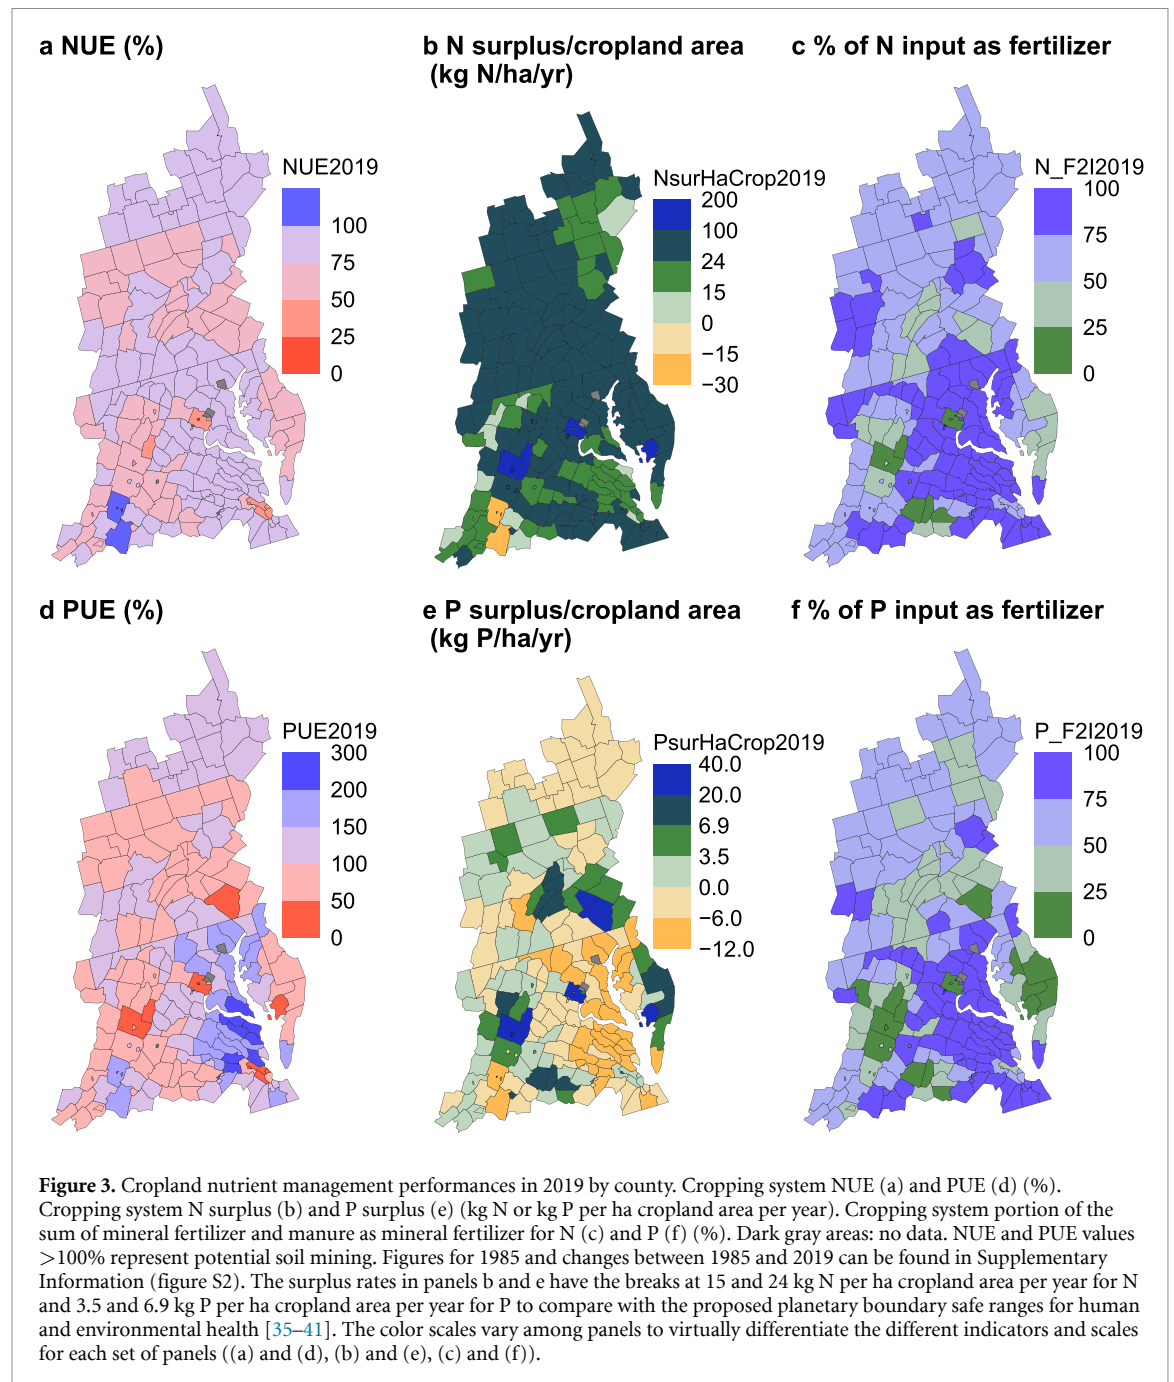 a NUE (%)
b N surplus/cropland area
(kg N/ha/yr)
c % of N input as fertilizer
NUE2019
100
75
50
25
0
NsurHaCrop2019
200
100
24
15
0
−15
−30
N_F2I2019
100
75
50
25
0
d PUE (%)
e P surplus/cropland area
(kg P/ha/yr)
f % of P input as fertilizer
PUE2019
300
200
150
100
50
0
PsurHaCrop2019
40.0
20.0
6.9
3.5
0.0
−6.0
−12.0
P_F2I2019
100
75
50
25
0
Figure 3. Cropland nutrient management performances in 2019 by county. Cropping system NUE (a) and PUE (d) (%).
Cropping system N surplus (b) and P surplus (e) (kg N or kg P per ha cropland area per year). Cropping system portion of the
sum of mineral fertilizer and manure as mineral fertilizer for N (c) and P (f) (%). Dark gray areas: no data. NUE and PUE values
>100% represent potential soil mining. Figures for 1985 and changes between 1985 and 2019 can be found in Supplementary
Information (figure S2). The surplus rates in panels b and e have the breaks at 15 and 24 kg N per ha cropland area per year for N
and 3.5 and 6.9 kg P per ha cropland area per year for P to compare with the proposed planetary boundary safe ranges for human
and environmental health [35–41]. The color scales vary among panels to virtually differentiate the different indicators and scales
for each set of panels ((a) and (d), (b) and (e), (c) and (f)).